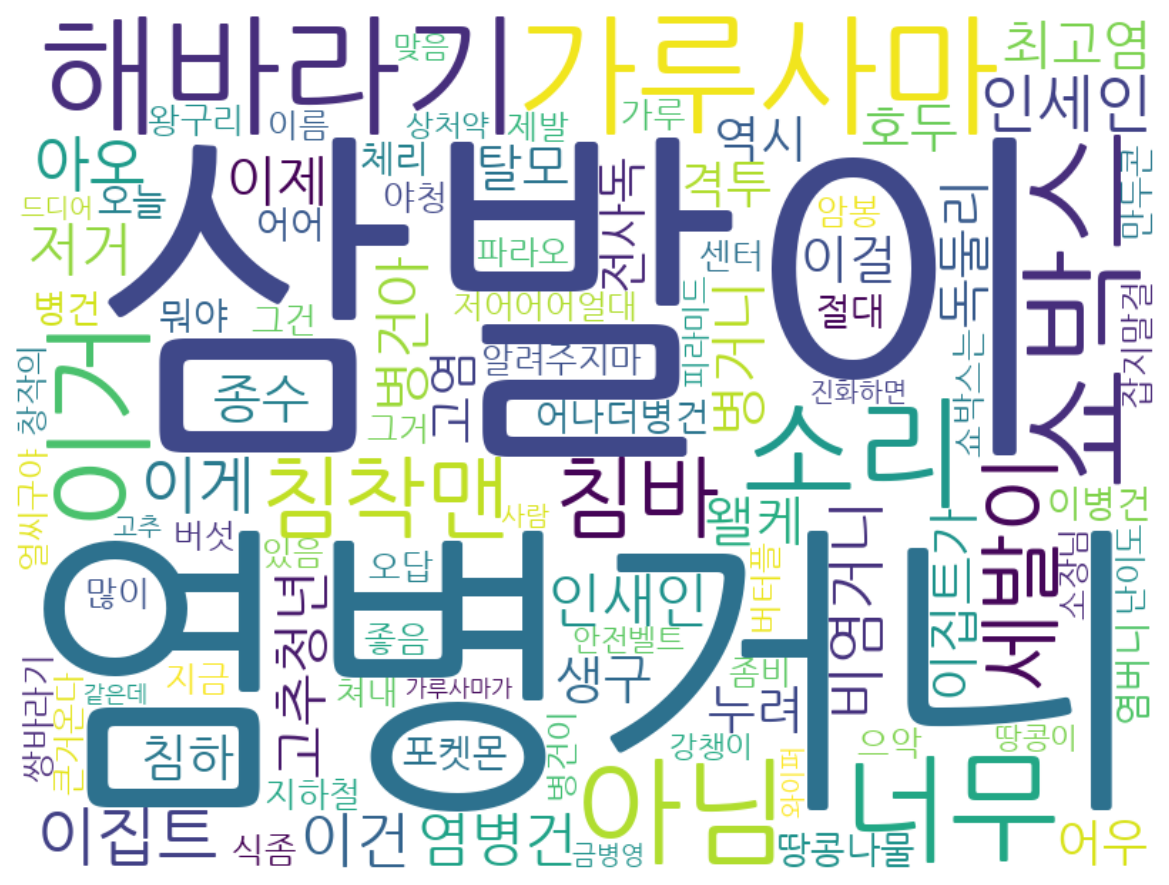 해바라기
가루사마
맞음
최고염
왕구리
이름
상처약
제발
가루
역시
호두
인세인
아오
이제
체리
탈모
격투
드디어
오늘
어어
야청
전사독
암봉
독둘리
만두콘
저거
삼발이
파라오
센터
이걸
쇼박스
병건
뭐야
그건
병건아
저어어어얼대
피라미드
병거니
절대
잡지말걸
이거
창작의
종수
고염
알려주지마
진화하면
쇼박스는
그거
어나더병건
소리
얼씨구야
이게
침착맨
침바
왤케
세발이
이병건
고추
버섯
사람
있음
오답
많이
염병거니
인새인
버터플
비염거니
이집트가
소장님
난이도
좋음
안전벨트
고추청년
쌍바라기
큰거온다
지금
같은데
쳐내
가루사마가
생구
좀비
누려
염버니
침하
포켓몬
병건이
강챙이
으악
땅콩이
지하철
아님
와이퍼
너무
이집트
식좀
이건
염병건
금병영
땅콩나물
어우